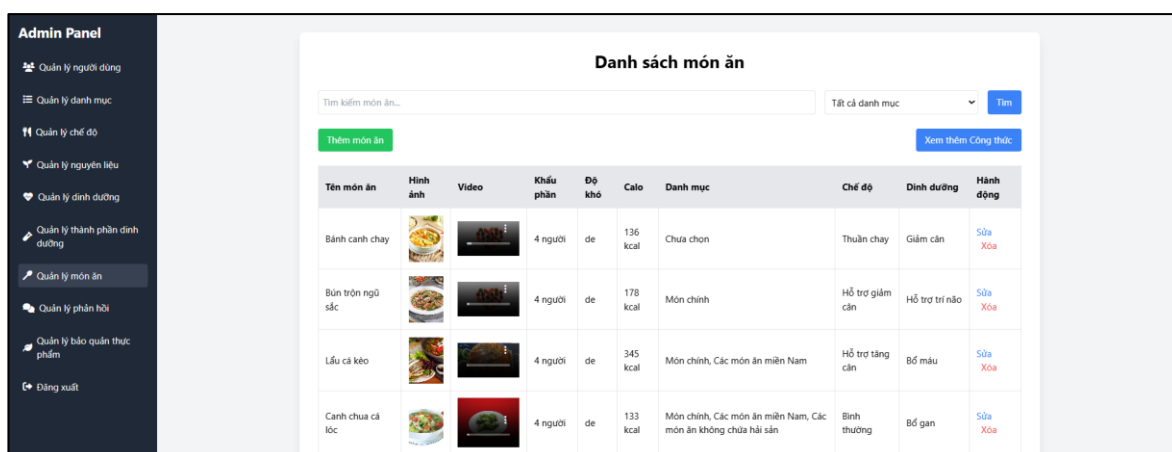 Admin Panel
Quản lý người dùng
Quản lý danh mục
Quản lý chế độ
Quản lý nguyên liệu
Quản lý dinh dưỡng
Quản lý thành phần dinh
dưỡng
Quản lý món ăn
Quản lý phản hồi
Quản lý bảo quản thực
phẩm
Đăng xuất
Danh sách món ăn
Tìm kiếm món ăn... Tất cả danh mục Tìm
Thêm món ăn Xem thêm Công thức
Tên món ăn Hình ảnh Video Khẩu phần Độ khó Calo Danh mục Chế độ Dinh dưỡng Hành động
Bánh canh chay 4 người de 136 kcal Chưa chọn Thuần chay Giảm cân Sửa Xóa
Bún trộn ngũ sắc 4 người de 178 kcal Món chính Hỗ trợ giảm cân Hỗ trợ trí não Sửa Xóa
Lẩu cá kèo 4 người de 345 kcal Món chính, Các món ăn miền Nam Hỗ trợ tăng cân Bổ máu Sửa Xóa
Canh chua cá lóc 4 người de 133 kcal Món chính, Các món ăn miền Nam, Các món ăn không chứa hải sản Bình thường Bổ gan Sửa Xóa